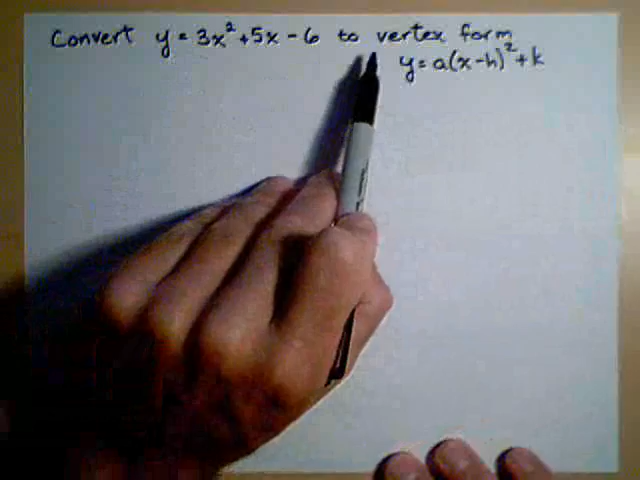 Convert y = 3x² + 5x - 6 to vertex form
y = a(x-h)² + k